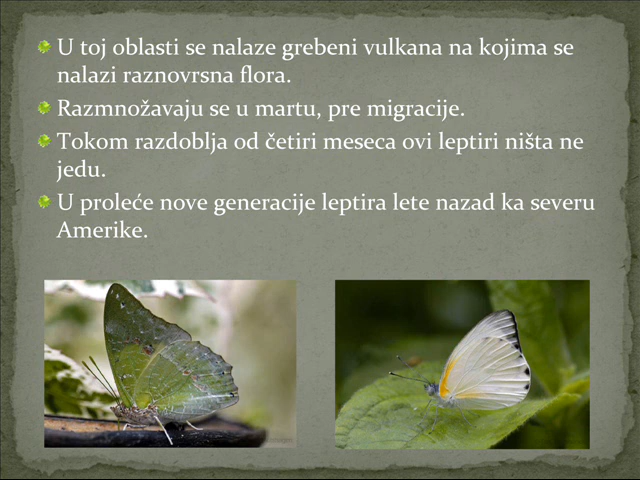 U toj oblasti se nalaze grebeni vulkana na kojima se
nalazi raznovrsna flora.
Razmnožavaju se u martu, pre migracije.
Tokom razdoblja od četiri meseca ovi leptiri ništa ne
jedu.
U proleće nove generacije leptira lete nazad ka severu
Amerike.